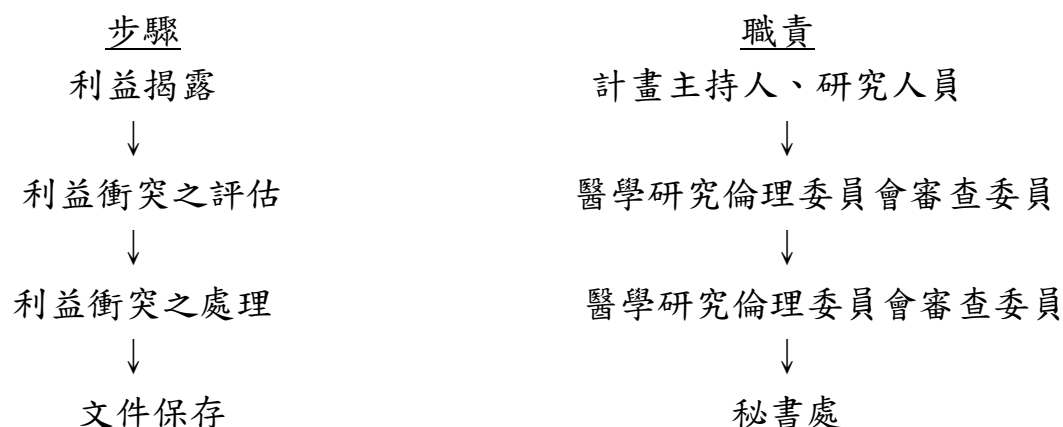 步驟 職責
利益揭露 計畫主持人、研究人員
↓ ↓
利益衝突之評估 醫學研究倫理委員會審查委員
↓ ↓
利益衝突之處理 醫學研究倫理委員會審查委員
↓ ↓
文件保存 秘書處